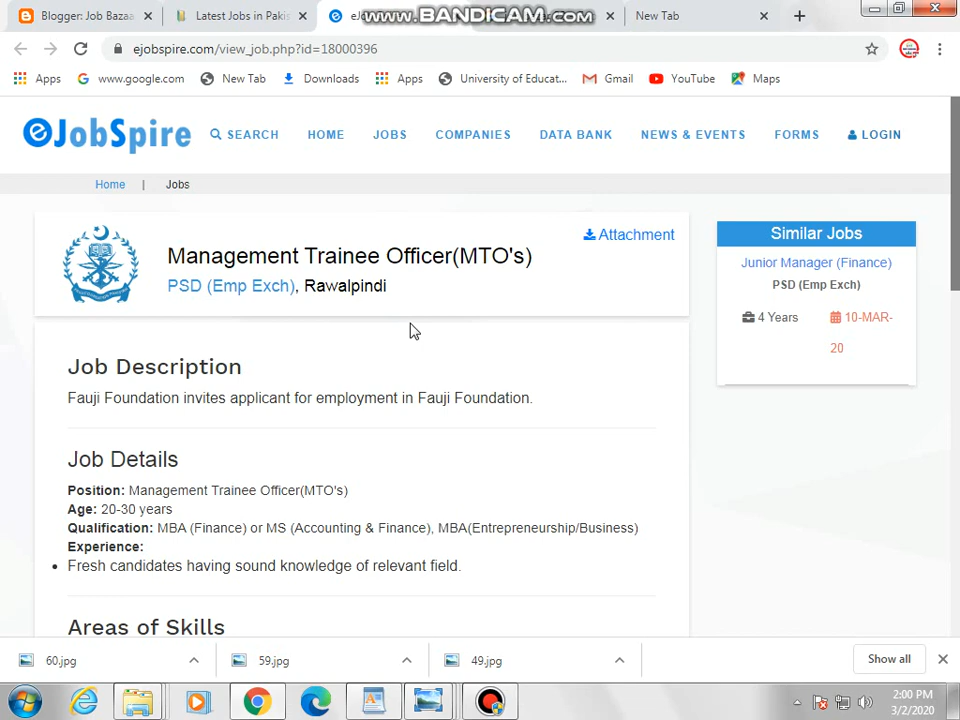 Blogger: Job Bazaa
Latest Jobs in Pakis
www.BANDICAM.com
New Tab
ejobspire.com/view_job.php?id=18000396
Apps
www.google.com
New Tab
Downloads
Apps
University of Educat...
Gmail
YouTube
Maps
eJobSpire
SEARCH
HOME
JOBS
COMPANIES
DATA BANK
NEWS & EVENTS
FORMS
LOGIN
Home | Jobs
Attachment
Management Trainee Officer(MTO's)
PSD (Emp Exch), Rawalpindi
Similar Jobs
Junior Manager (Finance)
PSD (Emp Exch)
4 Years
10-MAR-
20
Job Description
Fauji Foundation invites applicant for employment in Fauji Foundation.
Job Details
Position: Management Trainee Officer(MTO's)
Age: 20-30 years
Qualification: MBA (Finance) or MS (Accounting & Finance), MBA(Entrepreneurship/Business)
Experience:
• Fresh candidates having sound knowledge of relevant field.
Areas of Skills
60.jpg
59.jpg
49.jpg
Show all
2:00 PM
3/2/2020